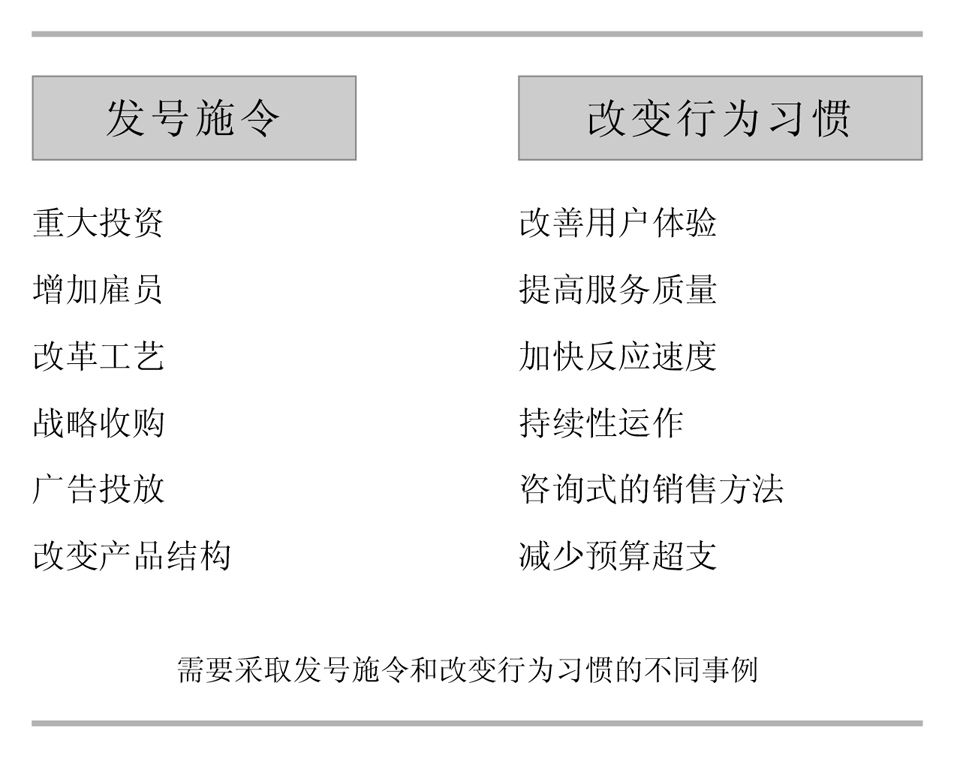 发号施令
改变行为习惯
重大投资
改善用户体验
增加雇员
提高服务质量
改革工艺
加快反应速度
战略收购
持续性运作
广告投放
咨询式的销售方法
改变产品结构
减少预算超支
需要采取发号施令和改变行为习惯的不同事例